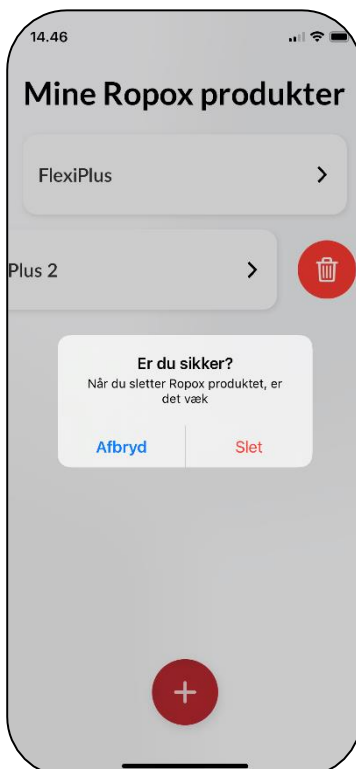 14.46
Mine Ropox produkter
FlexiPlus
Plus 2
Er du sikker?
Når du sletter Ropox produktet, er
det væk
Afbryd
Slet